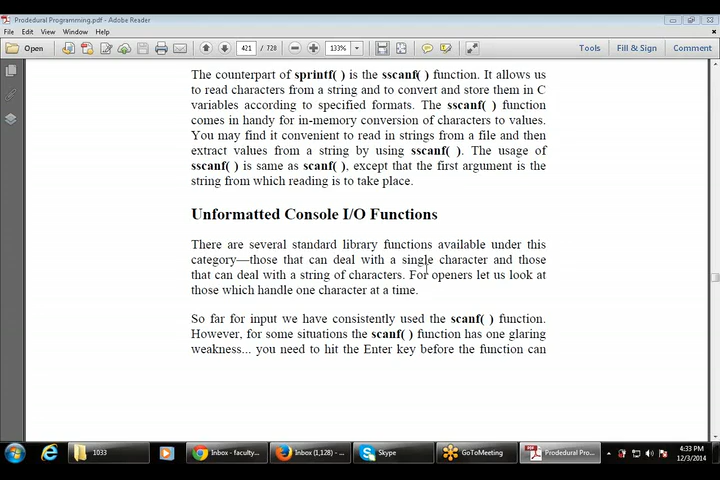 Prodedural Programming.pdf - Adobe Reader
File Edit View Window Help
Open 421 / 728 133% Tools Fill & Sign Comment
The counterpart of sprintf( ) is the sscanf( ) function. It allows us
to read characters from a string and to convert and store them in C
variables according to specified formats. The sscanf( ) function
comes in handy for in-memory conversion of characters to values.
You may find it convenient to read in strings from a file and then
extract values from a string by using sscanf( ). The usage of
sscanf( ) is same as scanf( ), except that the first argument is the
string from which reading is to take place.
Unformatted Console I/O Functions
There are several standard library functions available under this
category—those that can deal with a single character and those
that can deal with a string of characters. For openers let us look at
those which handle one character at a time.
So far for input we have consistently used the scanf( ) function.
However, for some situations the scanf( ) function has one glaring
weakness... you need to hit the Enter key before the function can
1033 Inbox - faculty... Inbox (1,128) - ... Skype GoToMeeting Prodedural Pro... 4:33 PM
12/3/2014